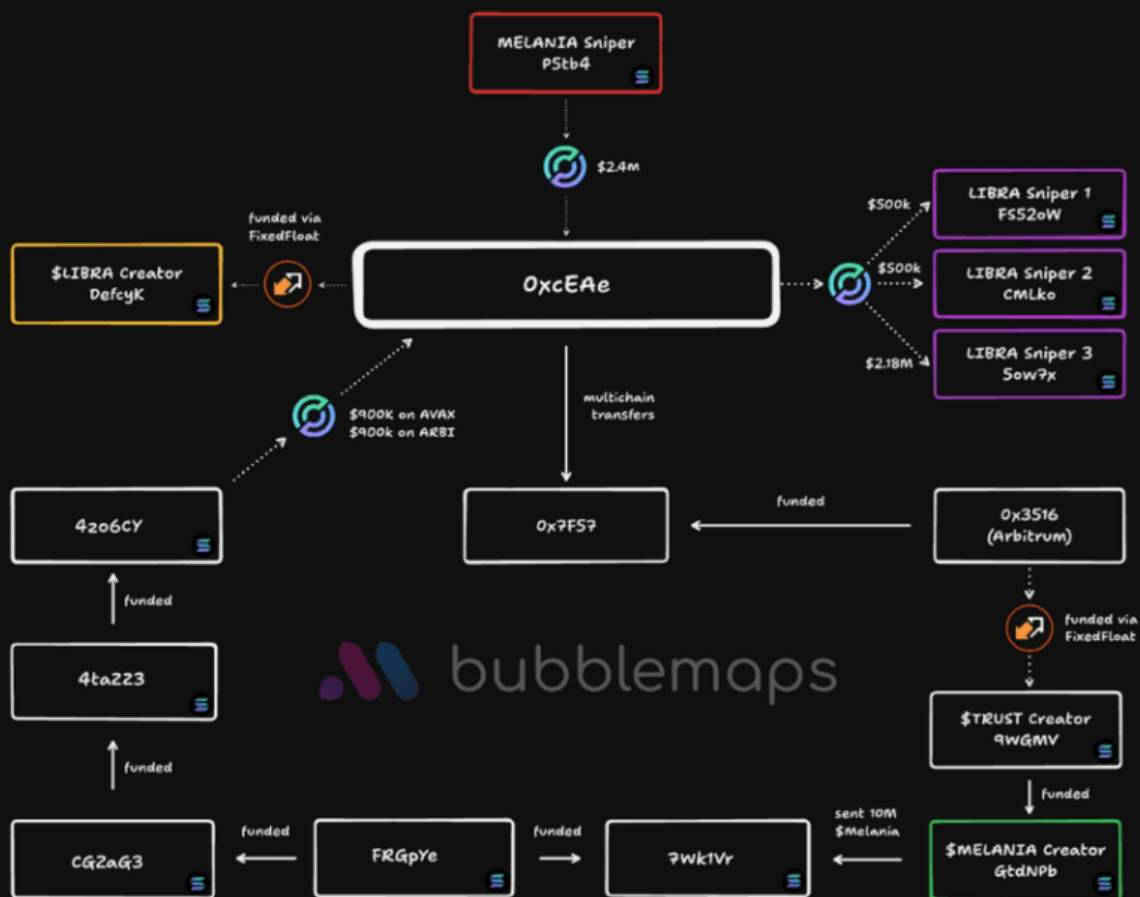 MELANIA Sniper
P5tb4
$2.4m
LIBRA Sniper 1
FS52oW
$500k
funded via
FixedFloat
$LIBRA Creator
DefcyK
0xcEAe
$500k
LIBRA Sniper 2
CMLko
LIBRA Sniper 3
5ow7x
$2.18M
multichain
transfers
$900k on AVAX
$900k on ARBI
4zo6CY
0x7F57
funded
0x3516
(Arbitrum)
funded
funded via
FixedFloat
4taZZ3
bubblemaps
$TRUST Creator
9WGMV
funded
funded
sent 10M
$Melania
CGZaG3
funded
FRGpYe
funded
7Wk1Vr
$MELANIA Creator
GtdNPb